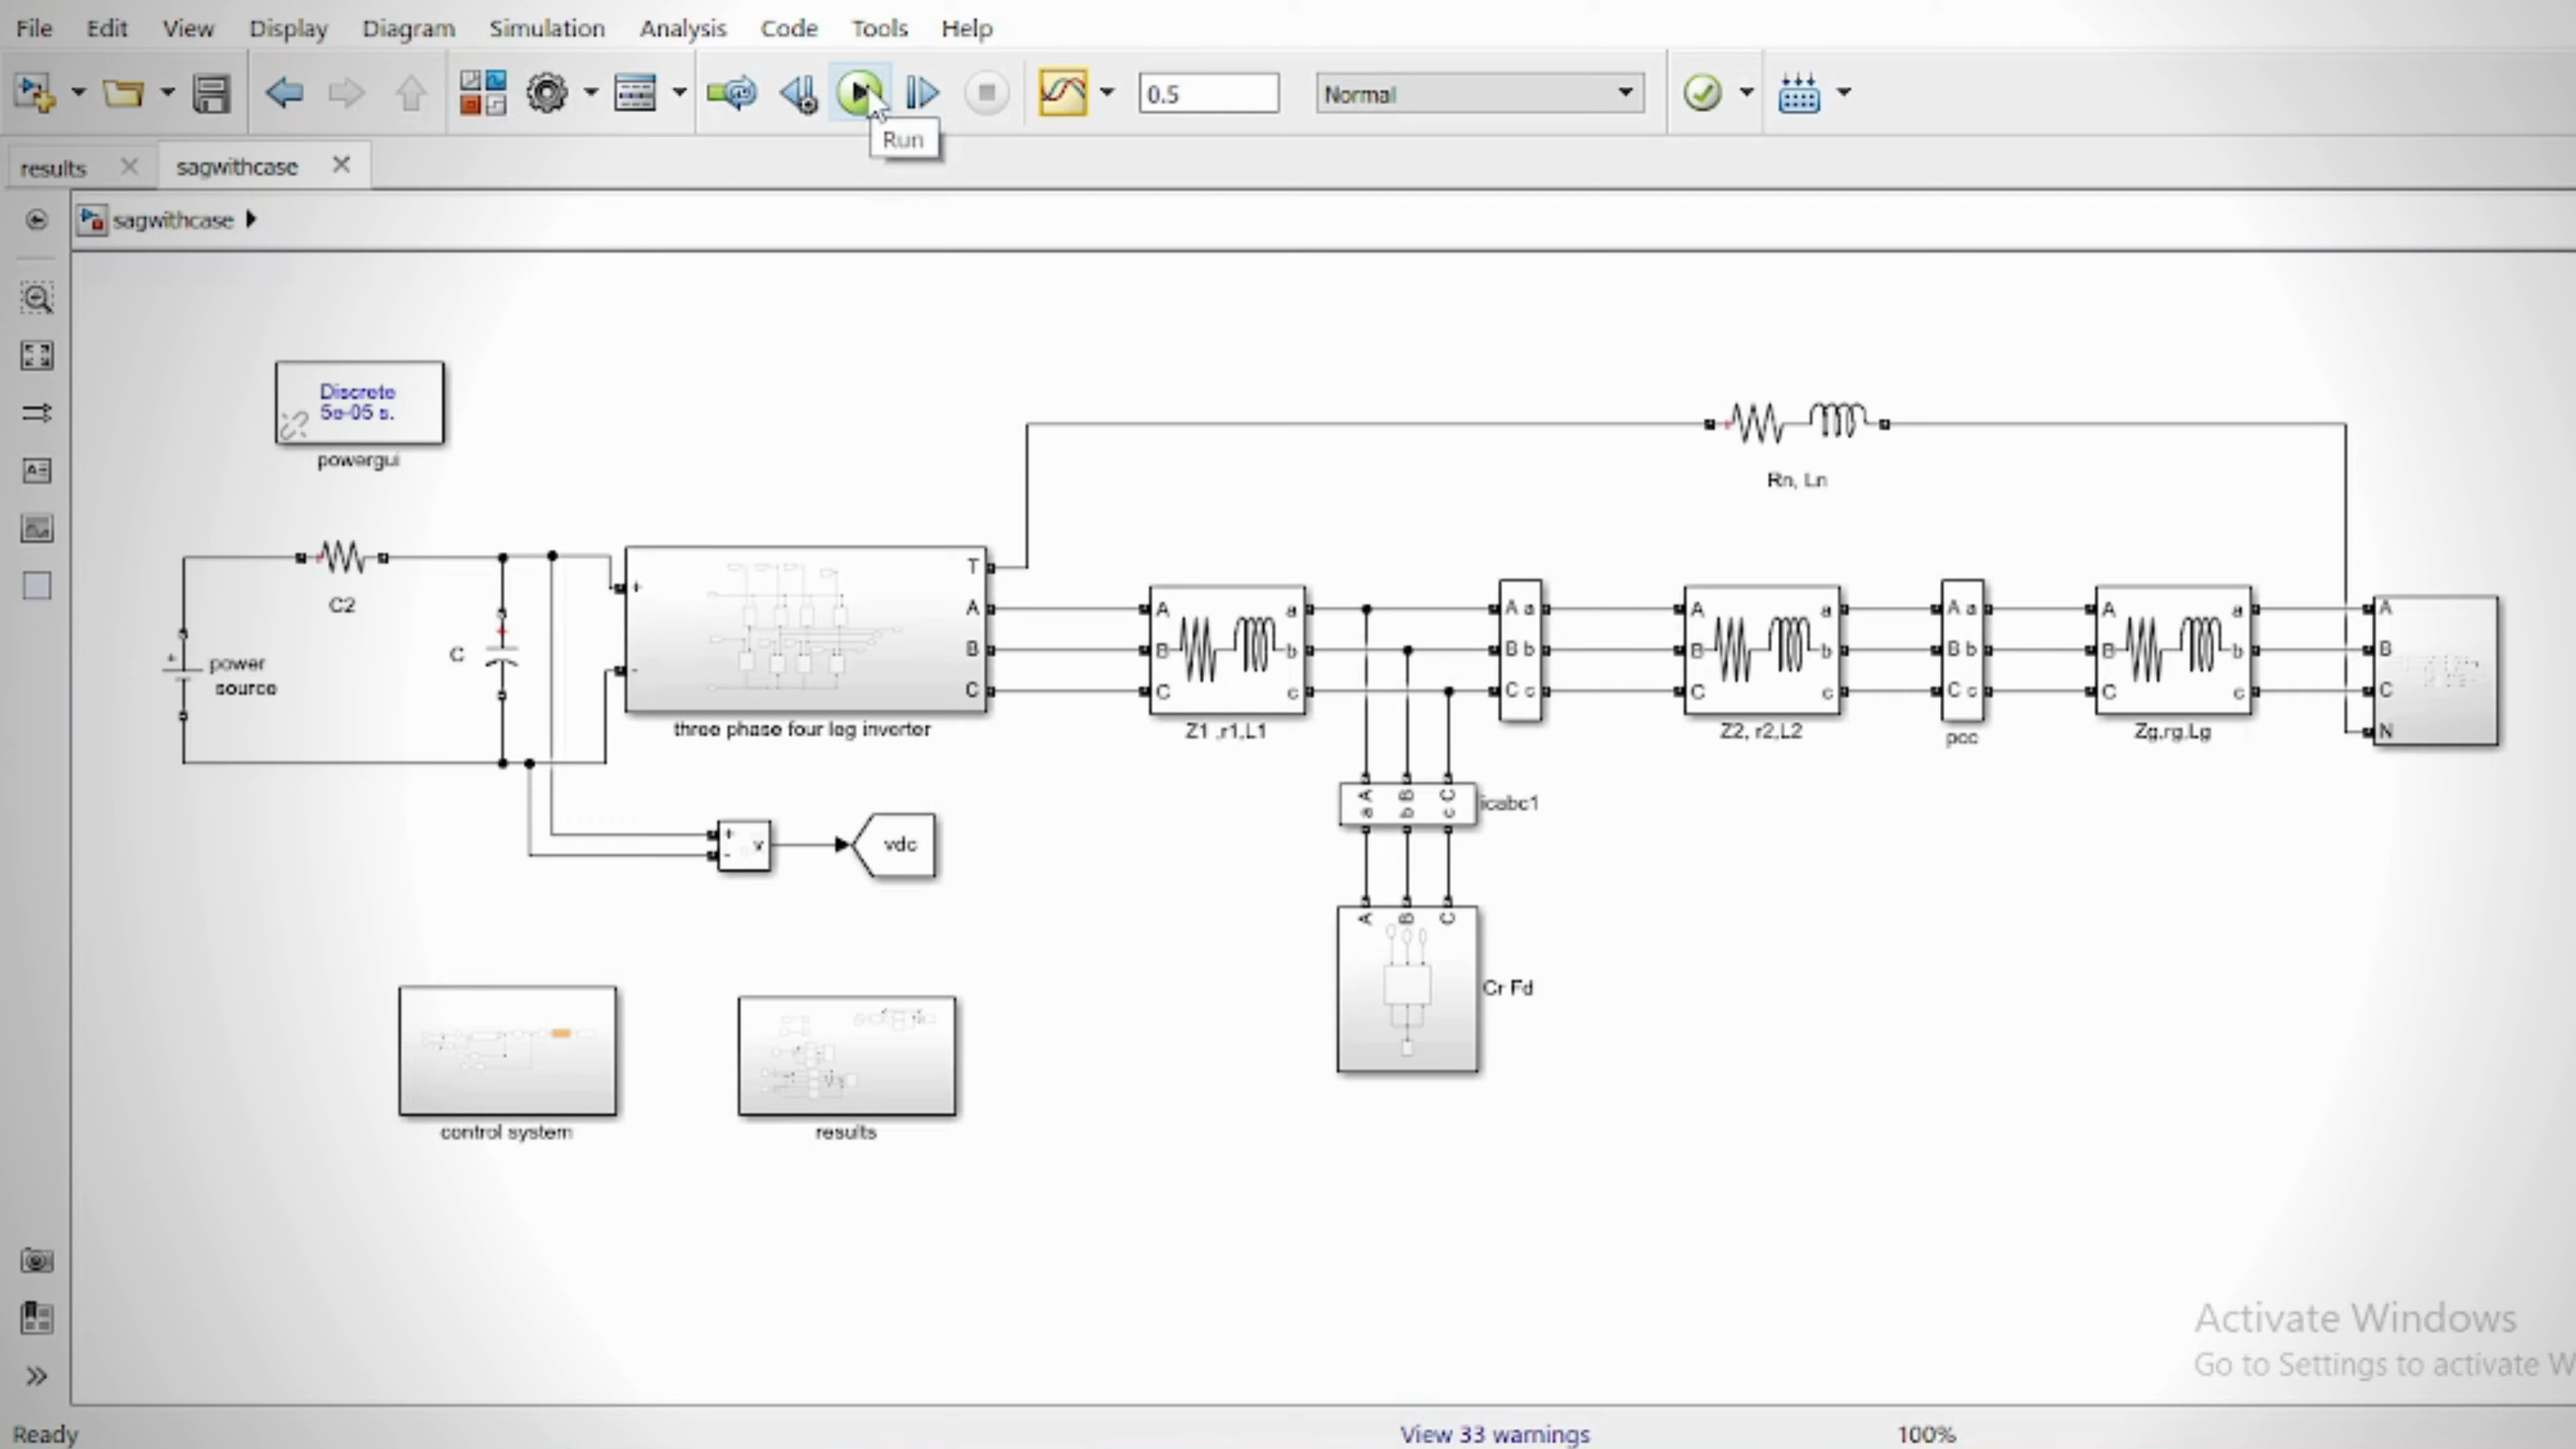 File Edit View Display Diagram Simulation Analysis Code Tools Help
0.5 Normal
Run
results sagwithcase
sagwithcase
Discrete
5e-05 s.
powergui
Rn, Ln
C2
+
power
source
C
+
-
T
A
B
C
three phase four leg inverter
A a
B b
C c
Z1 ,r1,L1
A a
B b
C c
A a
B b
C c
Z2, r2,L2
A a
B b
C c
pcc
A a
B b
C c
Zg,rg,Lg
A
B
C
N
+
-
v
vdc
A B C
a b c
icabc1
A B C
Cr Fd
control system
results
Activate Windows
Go to Settings to activate W
Ready View 33 warnings 100%